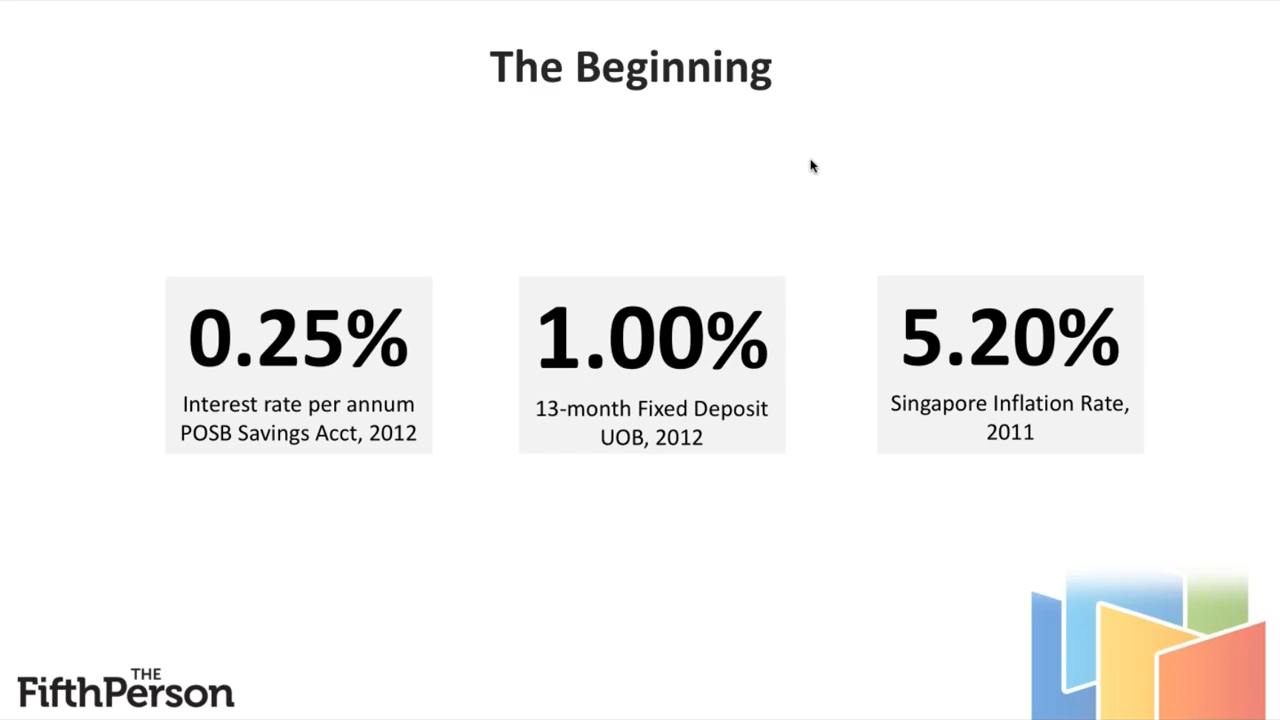 The Beginning
0.25%
Interest rate per annum
POSB Savings Acct, 2012
1.00%
13-month Fixed Deposit
UOB, 2012
5.20%
Singapore Inflation Rate,
2011
THE
FifthPerson